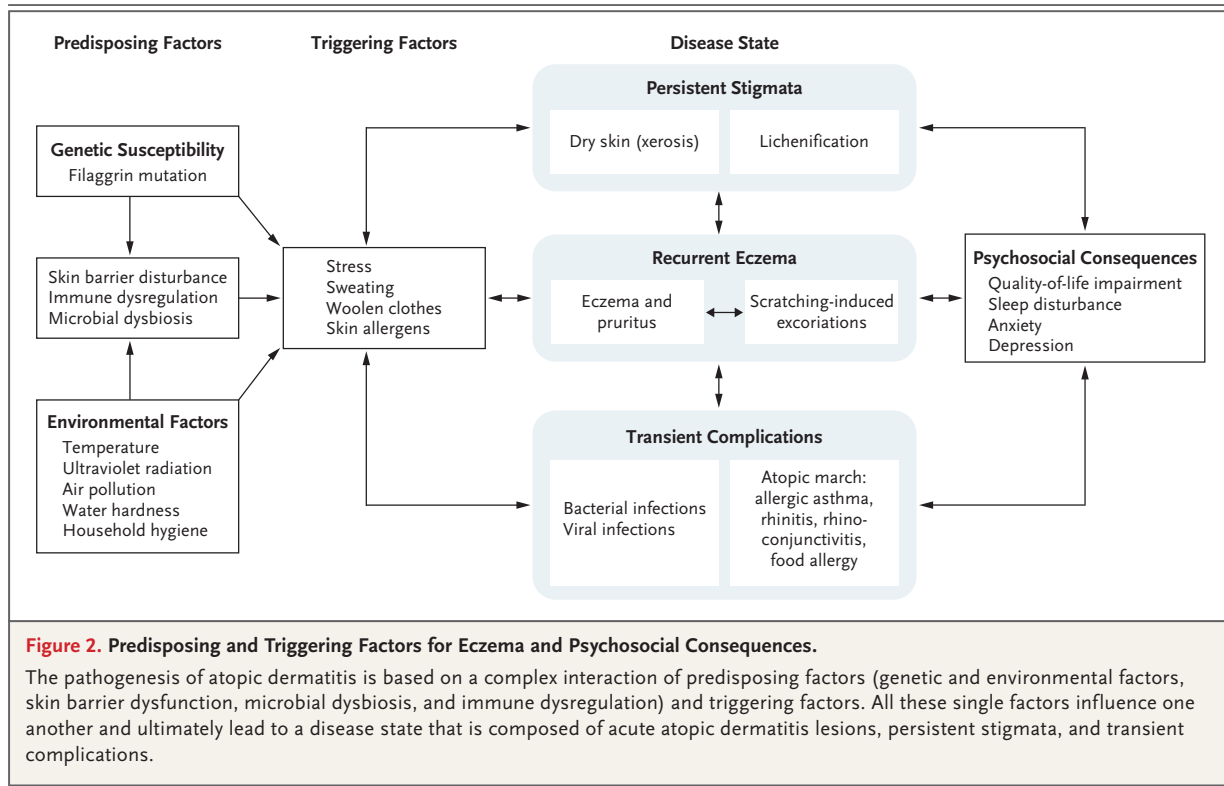 Predisposing Factors
Triggering Factors
Disease State
Genetic Susceptibility
Filaggrin mutation
Skin barrier disturbance
Immune dysregulation
Microbial dysbiosis
Environmental Factors
Temperature
Ultraviolet radiation
Air pollution
Water hardness
Household hygiene
Stress
Sweating
Woolen clothes
Skin allergens
Persistent Stigmata
Dry skin (xerosis)
Lichenification
Recurrent Eczema
Eczema and
pruritus
Scratching-induced
excoriations
Transient Complications
Bacterial infections
Viral infections
Atopic march:
allergic asthma,
rhinitis, rhino-
conjunctivitis,
food allergy
Psychosocial Consequences
Quality-of-life impairment
Sleep disturbance
Anxiety
Depression
Figure 2. Predisposing and Triggering Factors for Eczema and Psychosocial Consequences.
The pathogenesis of atopic dermatitis is based on a complex interaction of predisposing factors (genetic and environmental factors,
skin barrier dysfunction, microbial dysbiosis, and immune dysregulation) and triggering factors. All these single factors influence one
another and ultimately lead to a disease state that is composed of acute atopic dermatitis lesions, persistent stigmata, and transient
complications.